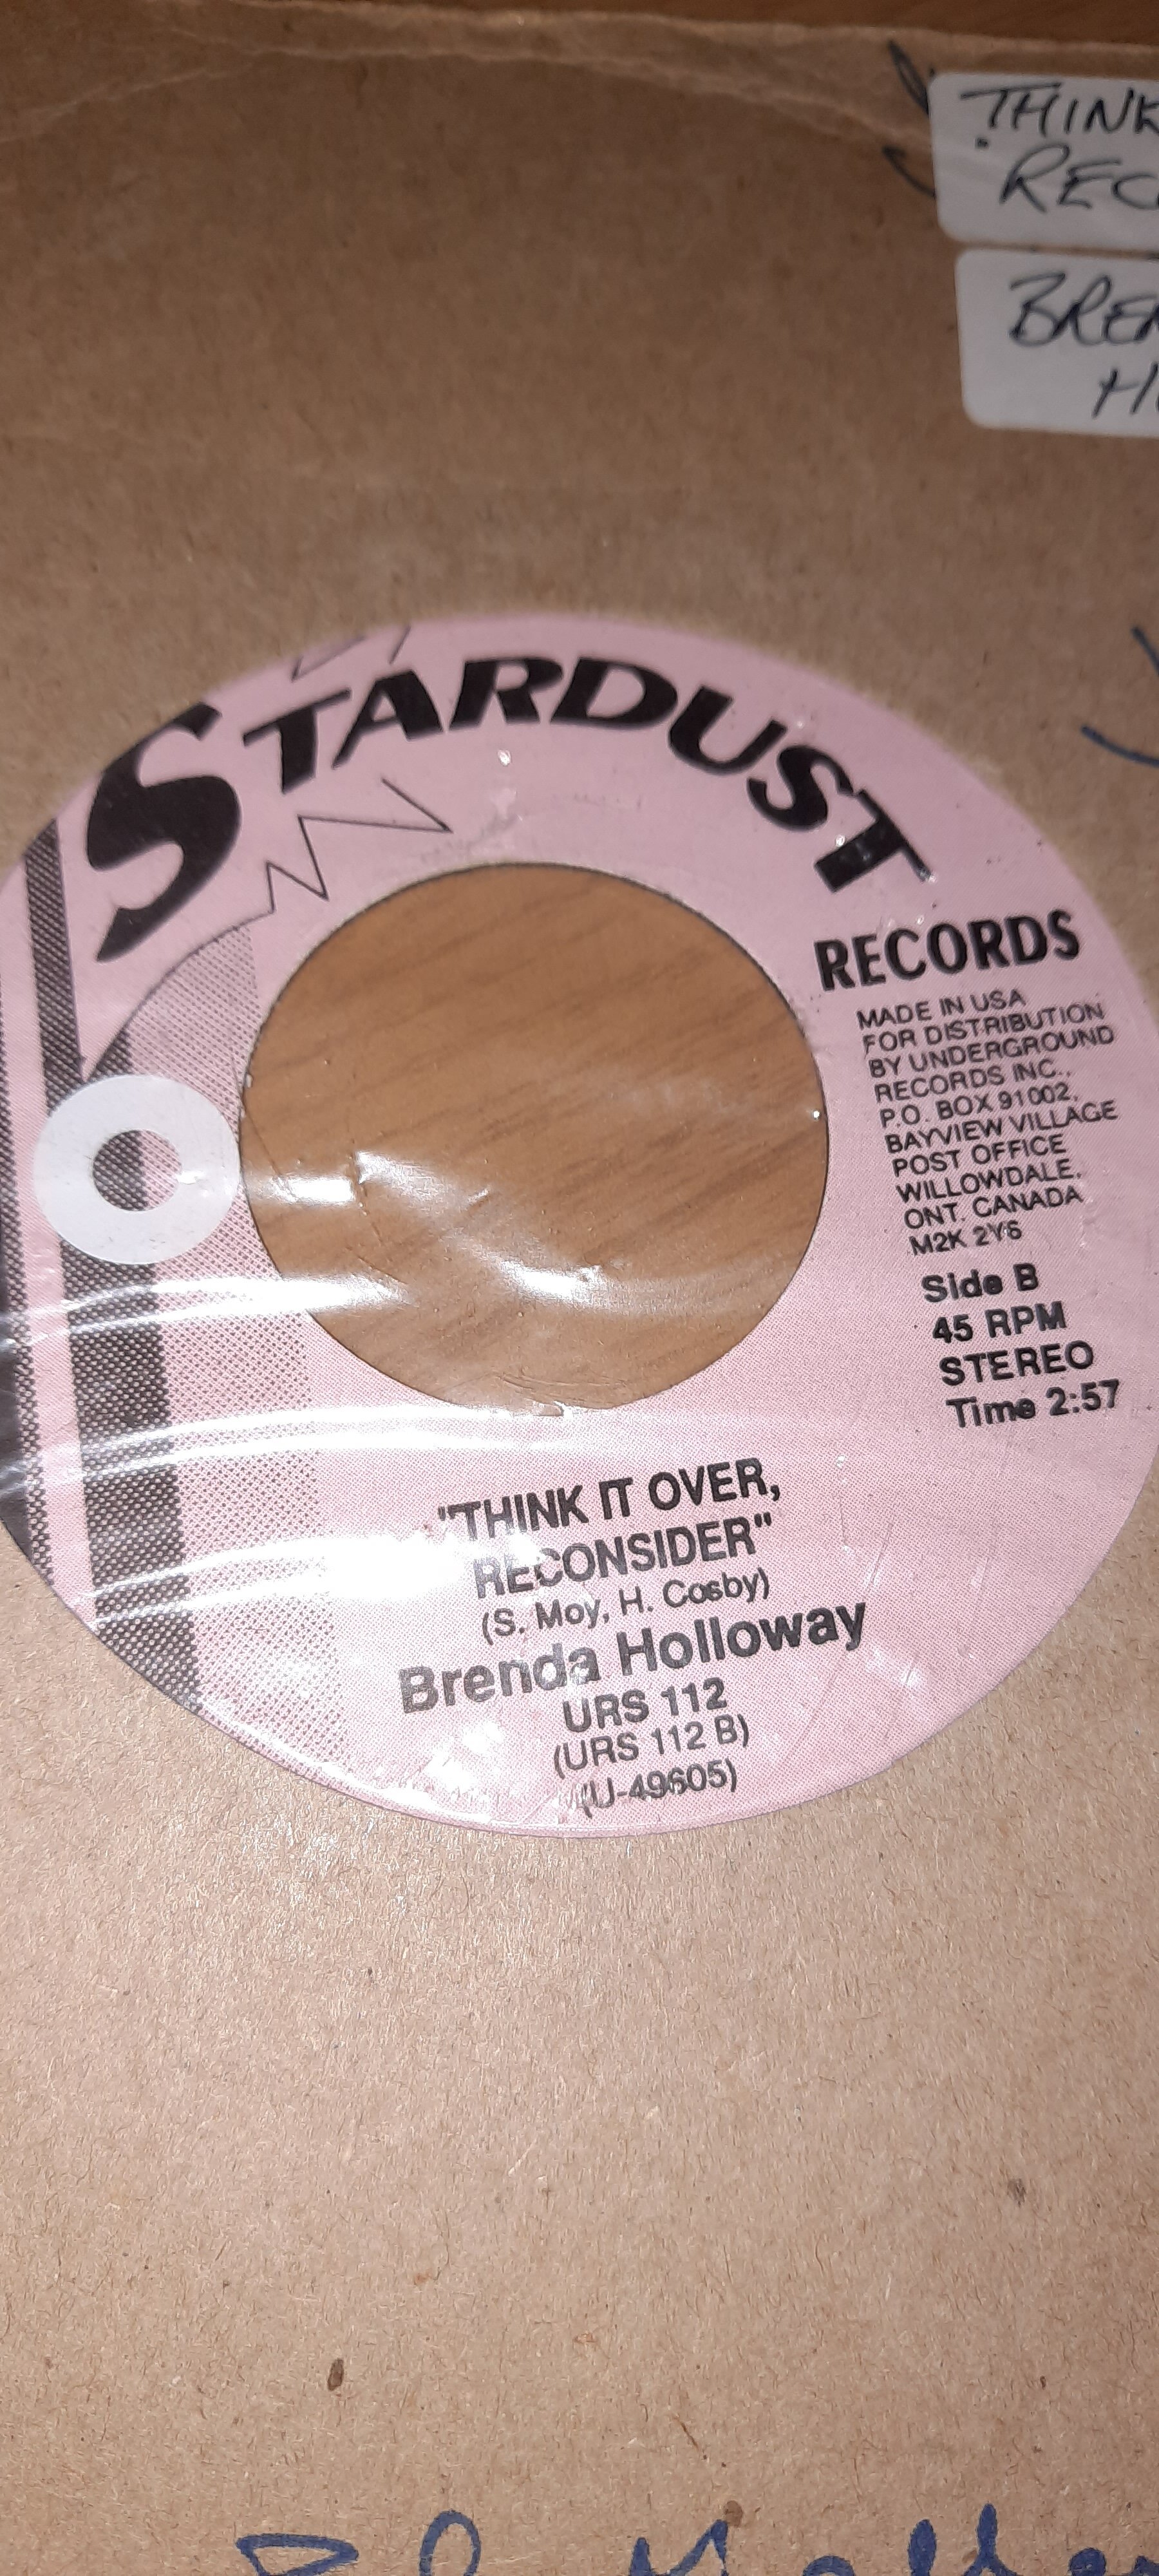 THINK
REC
BREN
STARDUST
RECORDS
MADE IN USA
FOR DISTRIBUTION
BY UNDERGROUND
RECORDS INC.,
P.O. BOX 91002,
BAYVIEW VILLAGE
POST OFFICE
WILLOWDALE,
ONT. CANADA
M2K 2Y6
Side B
45 RPM
STEREO
Time 2:57
"THINK IT OVER,
RECONSIDER"
(S. Moy, H. Cosby)
Brenda Holloway
URS 112
(URS 112 B)
(U-49605)